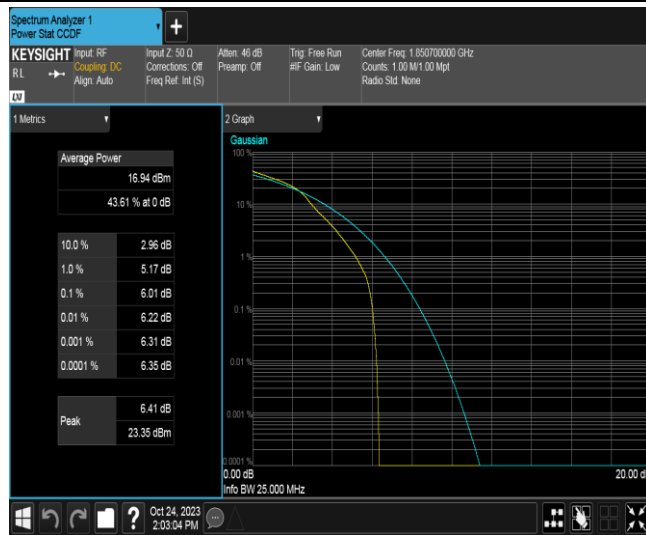 Spectrum Analyzer 1
Power Stat CCDF
KEYSIGHT
RL
Input: RF
Coupling: DC
Align: Auto
Input Z: 50 Ω
Corrections: Off
Freq Ref: Int (S)
Atten: 46 dB
Preamp: Off
Trig: Free Run
#IF Gain: Low
Center Freq: 1.850700000 GHz
Counts: 1.00 M/1.00 Mpt
Radio Std: None
1 Metrics
Average Power
16.94 dBm
43.61 % at 0 dB
10.0 % 2.96 dB
1.0 % 5.17 dB
0.1 % 6.01 dB
0.01 % 6.22 dB
0.001 % 6.31 dB
0.0001 % 6.35 dB
Peak
6.41 dB
23.35 dBm
2 Graph
Gaussian
100 %
10 %
1 %
0.1 %
0.01 %
0.001 %
0.0001 %
0.00 dB
20.00 d
Info BW 25.000 MHz
Oct 24, 2023
2:03:04 PM